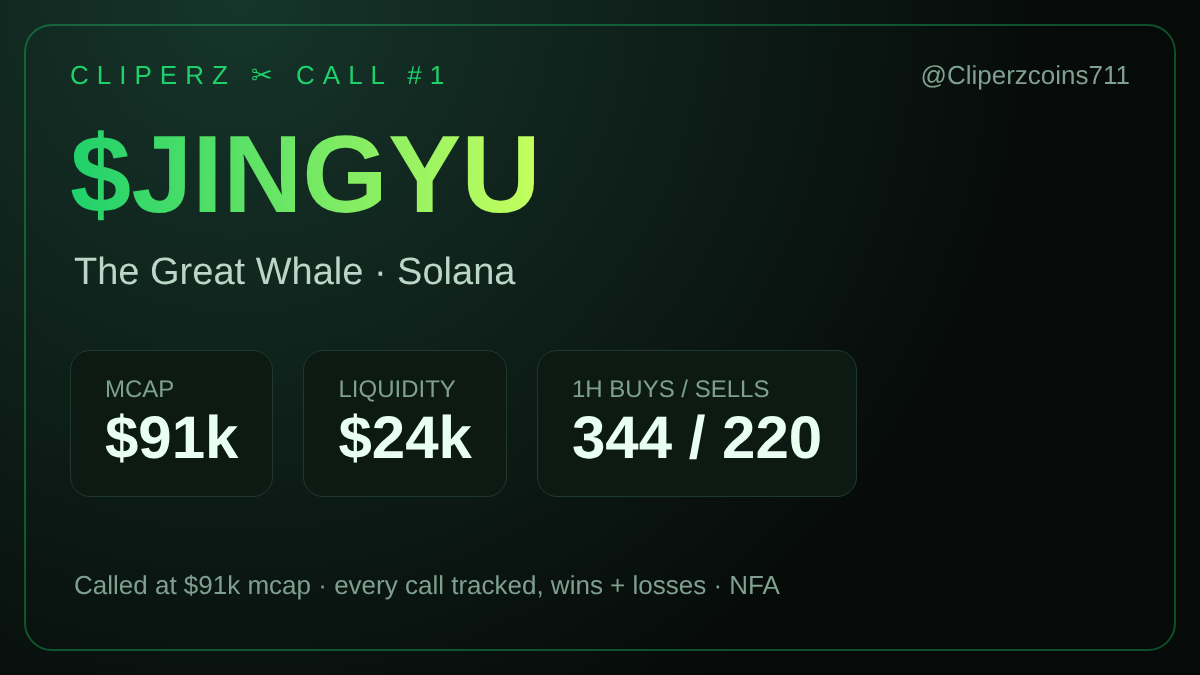 CLIPERZ ✂ CALL #1
@Cliperzcoins711
$JINGYU
The Great Whale · Solana
MCAP
$91k
LIQUIDITY
$24k
1H BUYS / SELLS
344 / 220
Called at $91k mcap · every call tracked, wins + losses · NFA